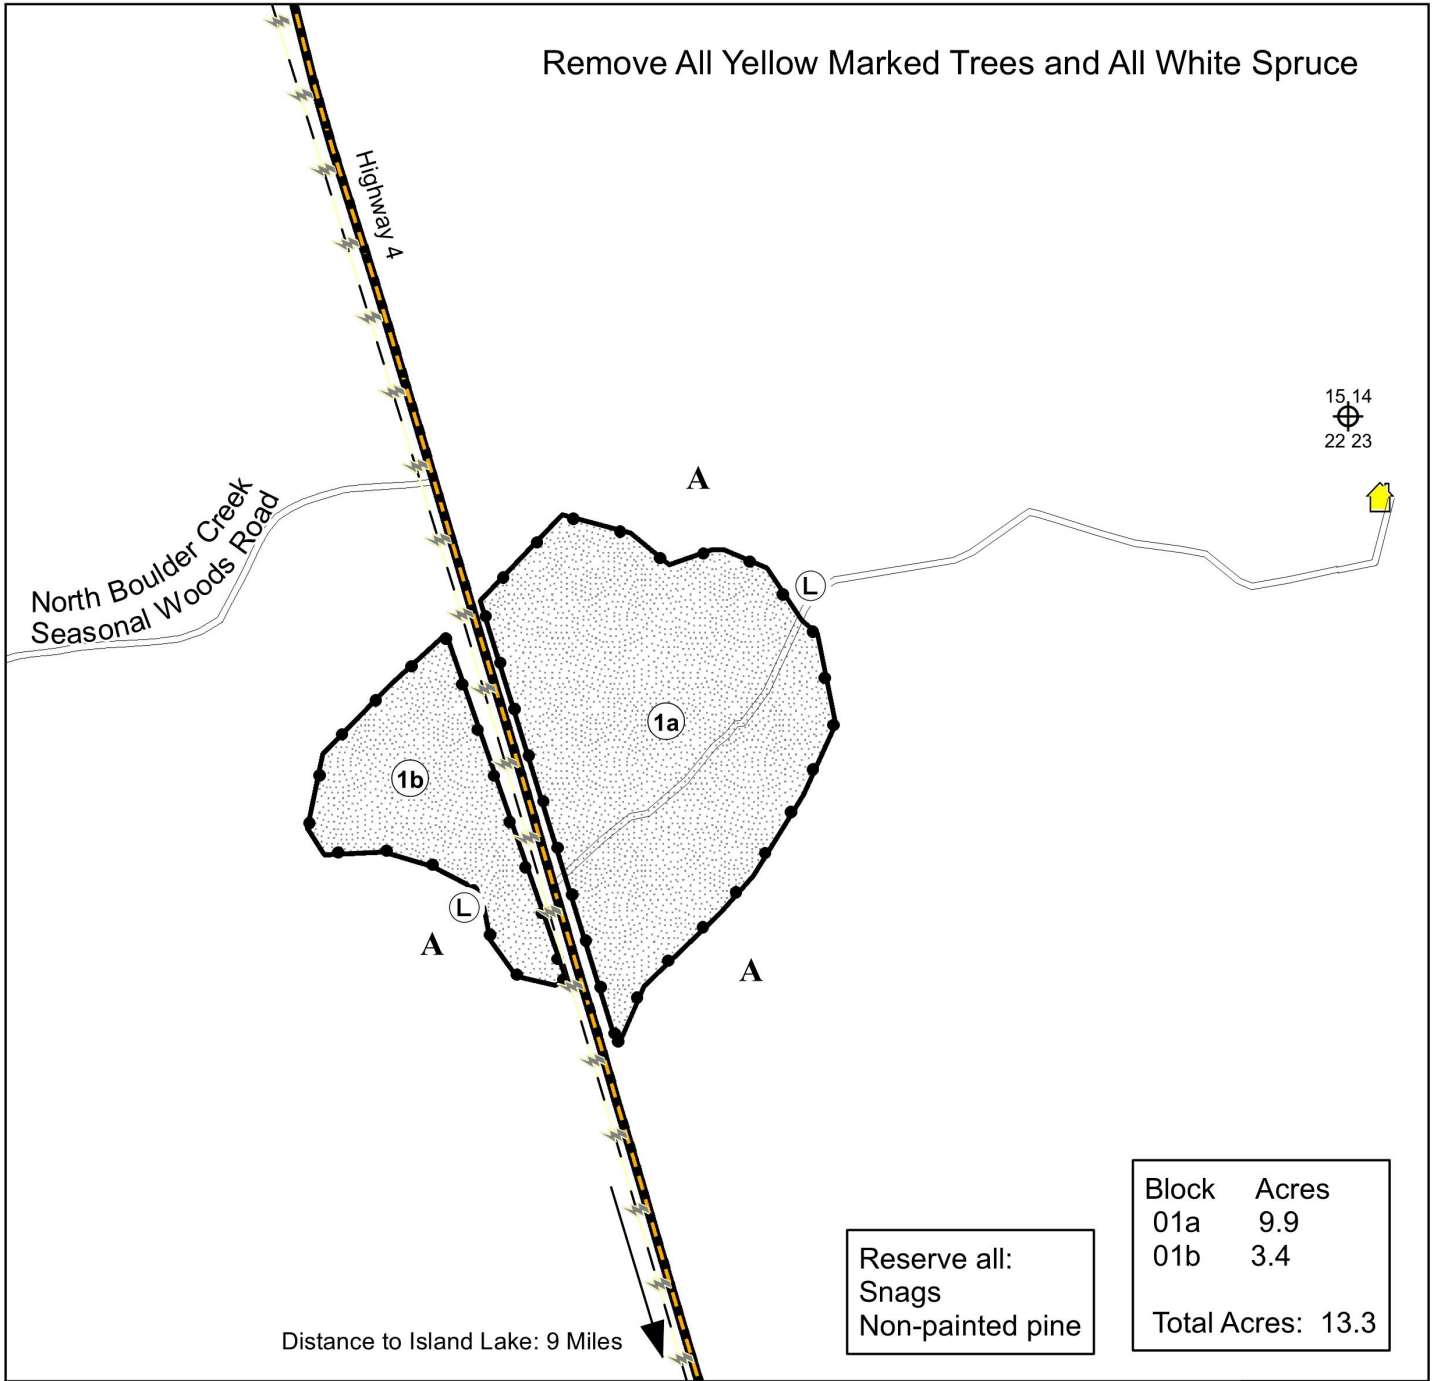 Remove All Yellow Marked Trees and All White Spruce
Highway 4
15 14
22 23
A
North Boulder Creek
Seasonal Woods Road
L
1a
1b
L
A
A
Block Acres
01a 9.9
01b 3.4
Total Acres: 13.3
Reserve all:
Snags
Non-painted pine
Distance to Island Lake: 9 Miles